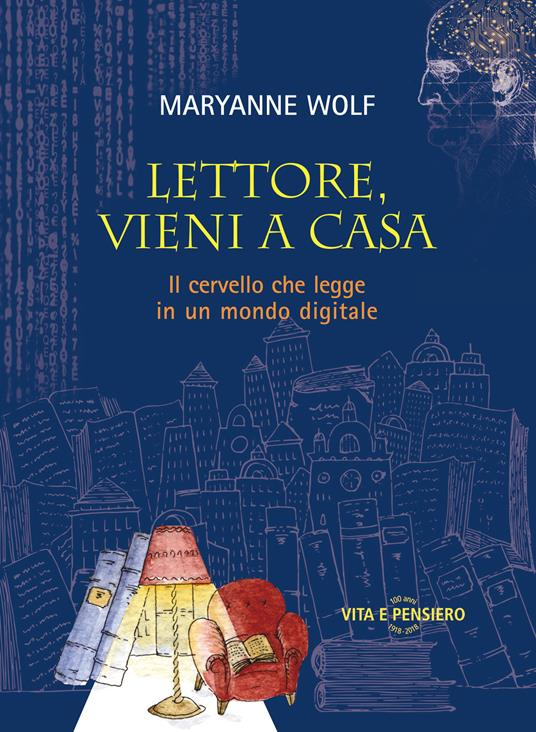 MARYANNE WOLF
LETTORE,
VIENI A CASA
Il cervello che legge
in un mondo digitale
100 anni
VITA E PENSIERO
1918-2018